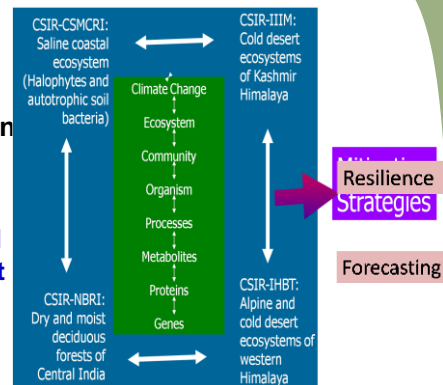 CSIR-CSMCRI:
Saline coastal
ecosystem
(Halophytes and
autotrophic soil
bacteria)
CSIR-IIIM:
Cold desert
ecosystems
of Kashmir
Himalaya
Climate Change
Ecosystem
Community
Organism
Processes
Metabolites
Proteins
Genes
CSIR-NBRI:
Dry and moist
deciduous
forests of
Central India
CSIR-IHBT:
Alpine and
cold desert
ecosystems of
western
Himalaya
Resilience
Strategies
Forecasting